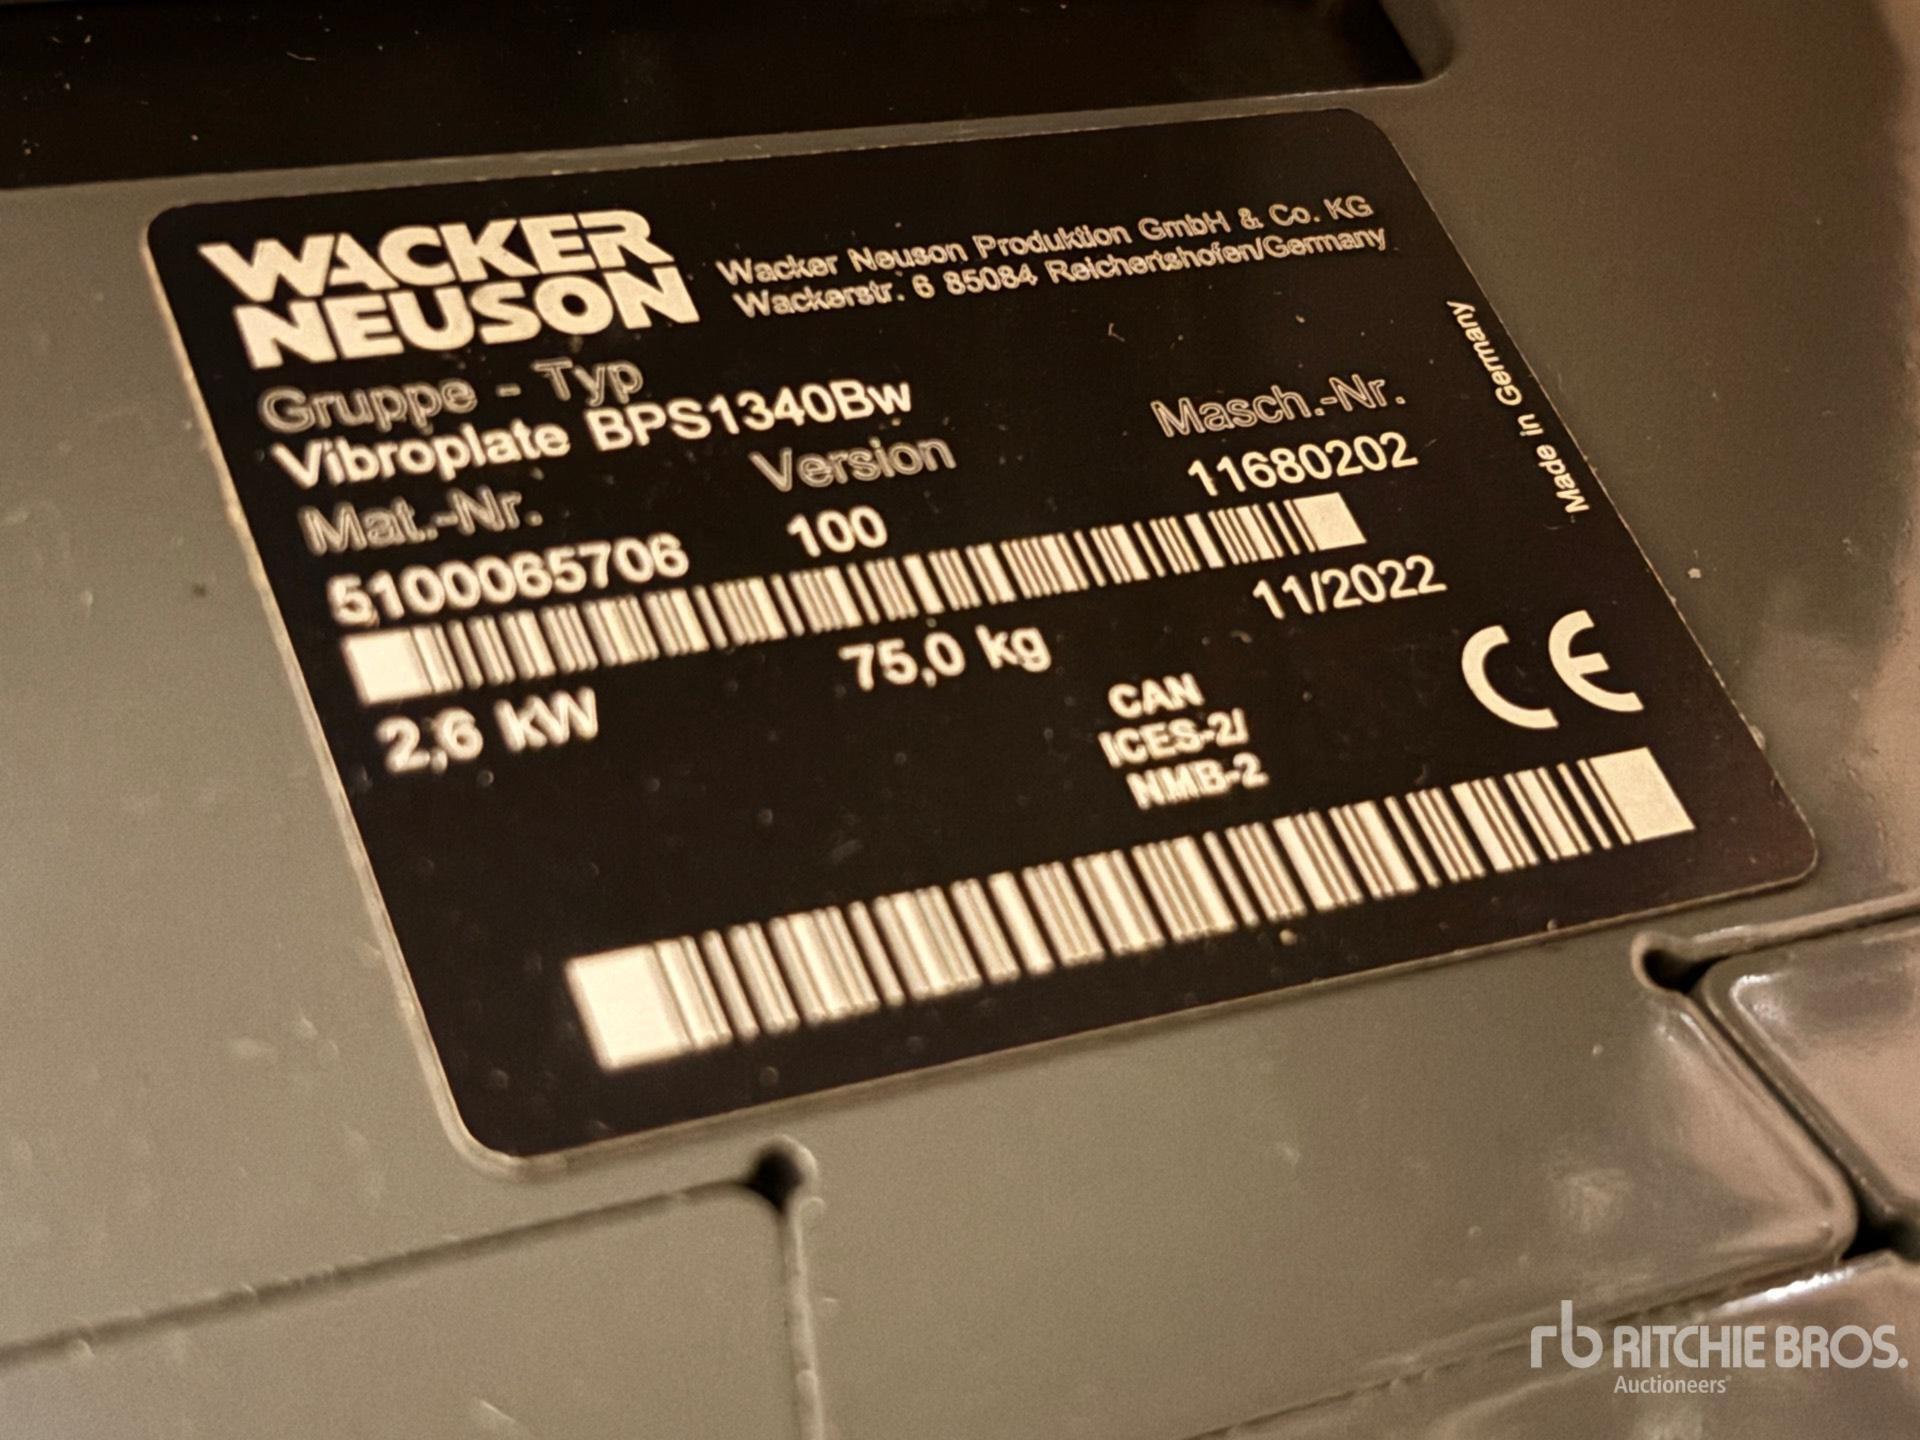 WACKER
NEUSON
Wacker Neuson Produktion GmbH & Co. KG
Wackerstr. 6 85084 Reichertshofen/Germany
Gruppe - Typ
Vibroplate BPS1340Bw
Mat.-Nr.
Version
Masch.-Nr.
5100065706
100
11680202
Made in Germany
2,6 kW
75,0 kg
11/2022
CAN
ICES-2/
NMB-2
CE
rb RITCHIE BROS.
Auctioneers